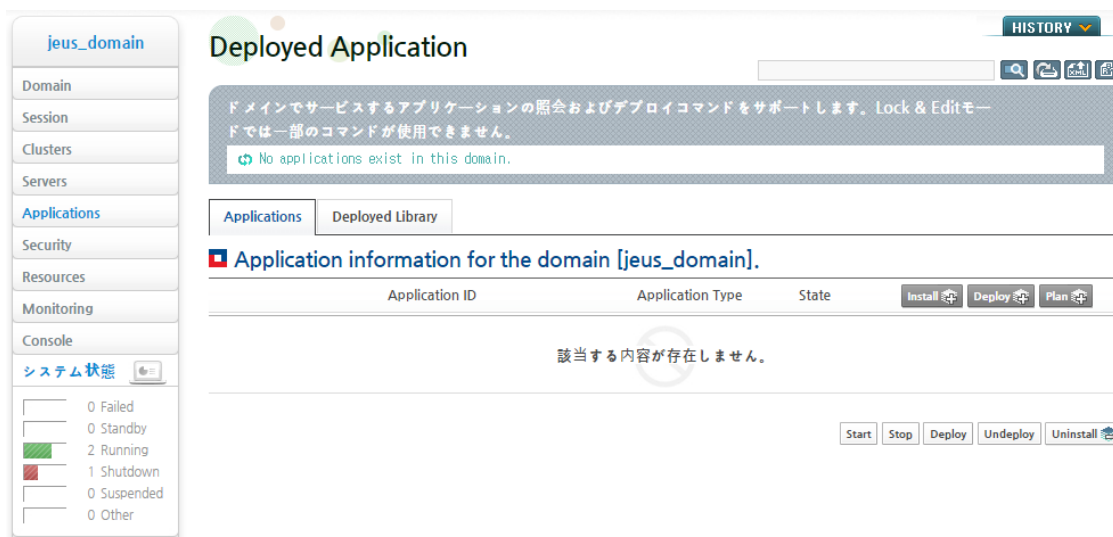 jeus_domain
Domain
Session
Clusters
Servers
Applications
Security
Resources
Monitoring
Console
システム状態
0 Failed
0 Standby
2 Running
1 Shutdown
0 Suspended
0 Other
HISTORY
Deployed Application
XML
ドメインでサービスするアプリケーションの照会およびデプロイコマンドをサポートします。Lock & Editモー
ドでは一部のコマンドが使用できません。
No applications exist in this domain.
Applications Deployed Library
Application information for the domain [jeus_domain].
Application ID Application Type State Install Deploy Plan
該当する内容が存在しません。
Start Stop Deploy Undeploy Uninstall